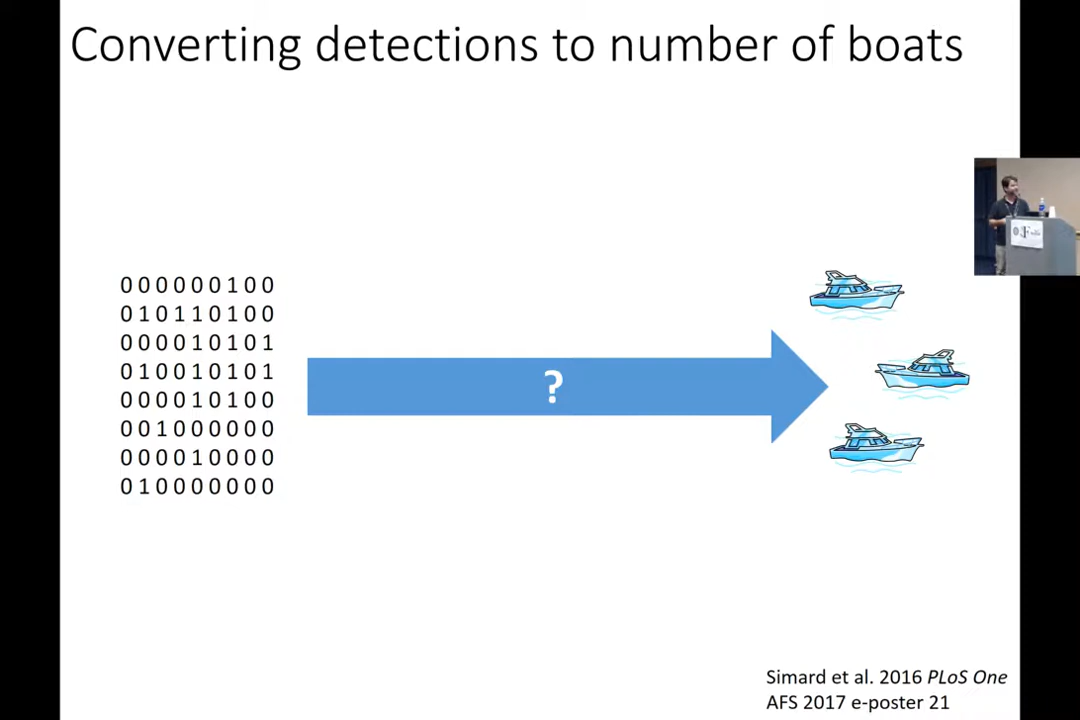 Converting detections to number of boats
0 0 0 0 0 0 1 0 0
0 1 0 1 1 0 1 0 0
0 0 0 0 1 0 1 0 1
0 1 0 0 1 0 1 0 1
0 0 0 0 1 0 1 0 0
0 0 1 0 0 0 0 0 0
0 0 0 0 1 0 0 0 0
0 1 0 0 0 0 0 0 0
?
Simard et al. 2016 PLoS One
AFS 2017 e-poster 21